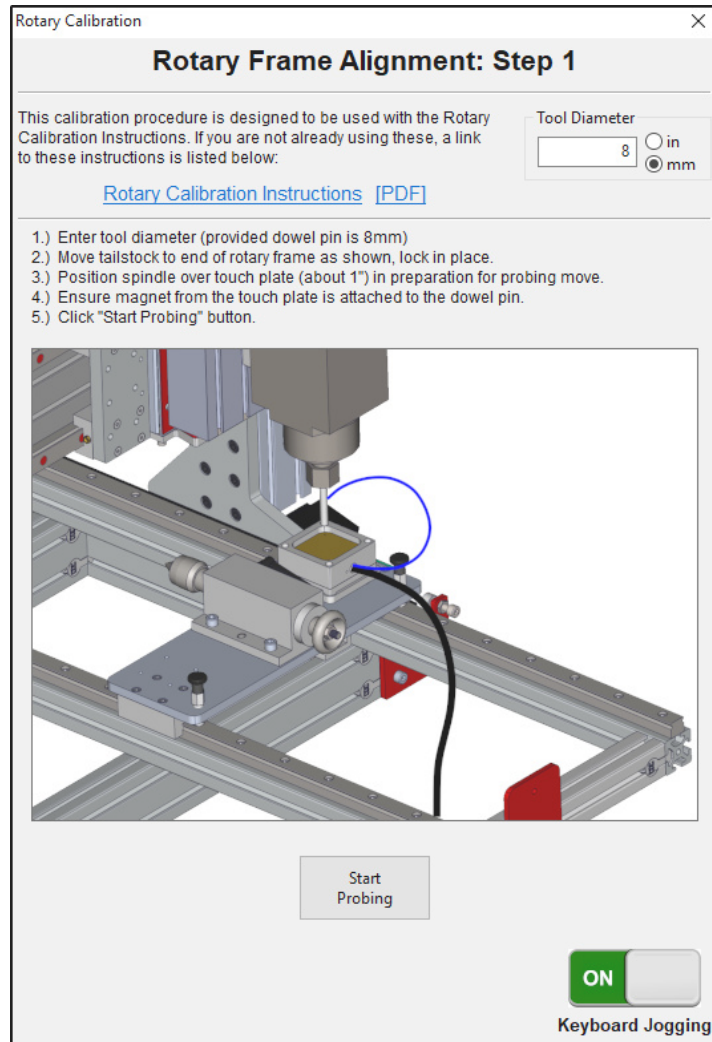 Rotary Calibration
Rotary Frame Alignment: Step 1
This calibration procedure is designed to be used with the Rotary
Calibration Instructions. If you are not already using these, a link
to these instructions is listed below:
Rotary Calibration Instructions [PDF]
Tool Diameter
8
in
mm
1.) Enter tool diameter (provided dowel pin is 8mm)
2.) Move tailstock to end of rotary frame as shown, lock in place.
3.) Position spindle over touch plate (about 1") in preparation for probing move.
4.) Ensure magnet from the touch plate is attached to the dowel pin.
5.) Click "Start Probing" button.
Start
Probing
ON
Keyboard Jogging